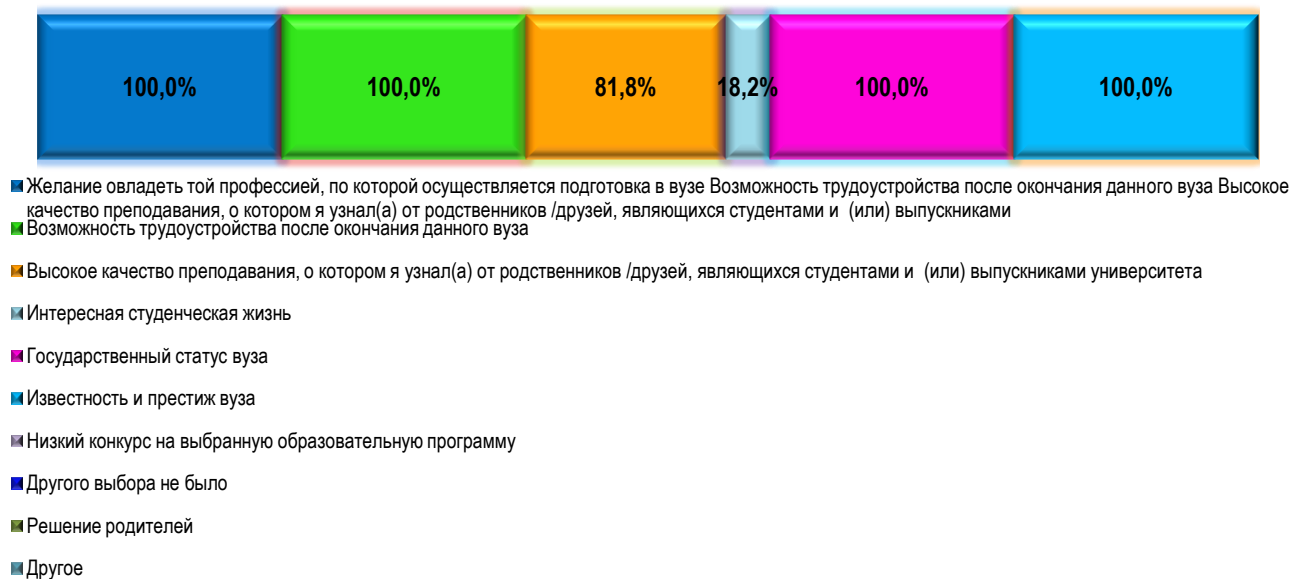 100,0% 100,0% 81,8% 18,2% 100,0% 100,0%
Желание овладеть той профессией, по которой осуществляется подготовка в вузе Возможность трудоустройства после окончания данного вуза Высокое
качество преподавания, о котором я узнал(а) от родственников /друзей, являющихся студентами и (или) выпускниками
Возможность трудоустройства после окончания данного вуза
Высокое качество преподавания, о котором я узнал(а) от родственников /друзей, являющихся студентами и (или) выпускниками университета
Интересная студенческая жизнь
Государственный статус вуза
Известность и престиж вуза
Низкий конкурс на выбранную образовательную программу
Другого выбора не было
Решение родителей
Другое